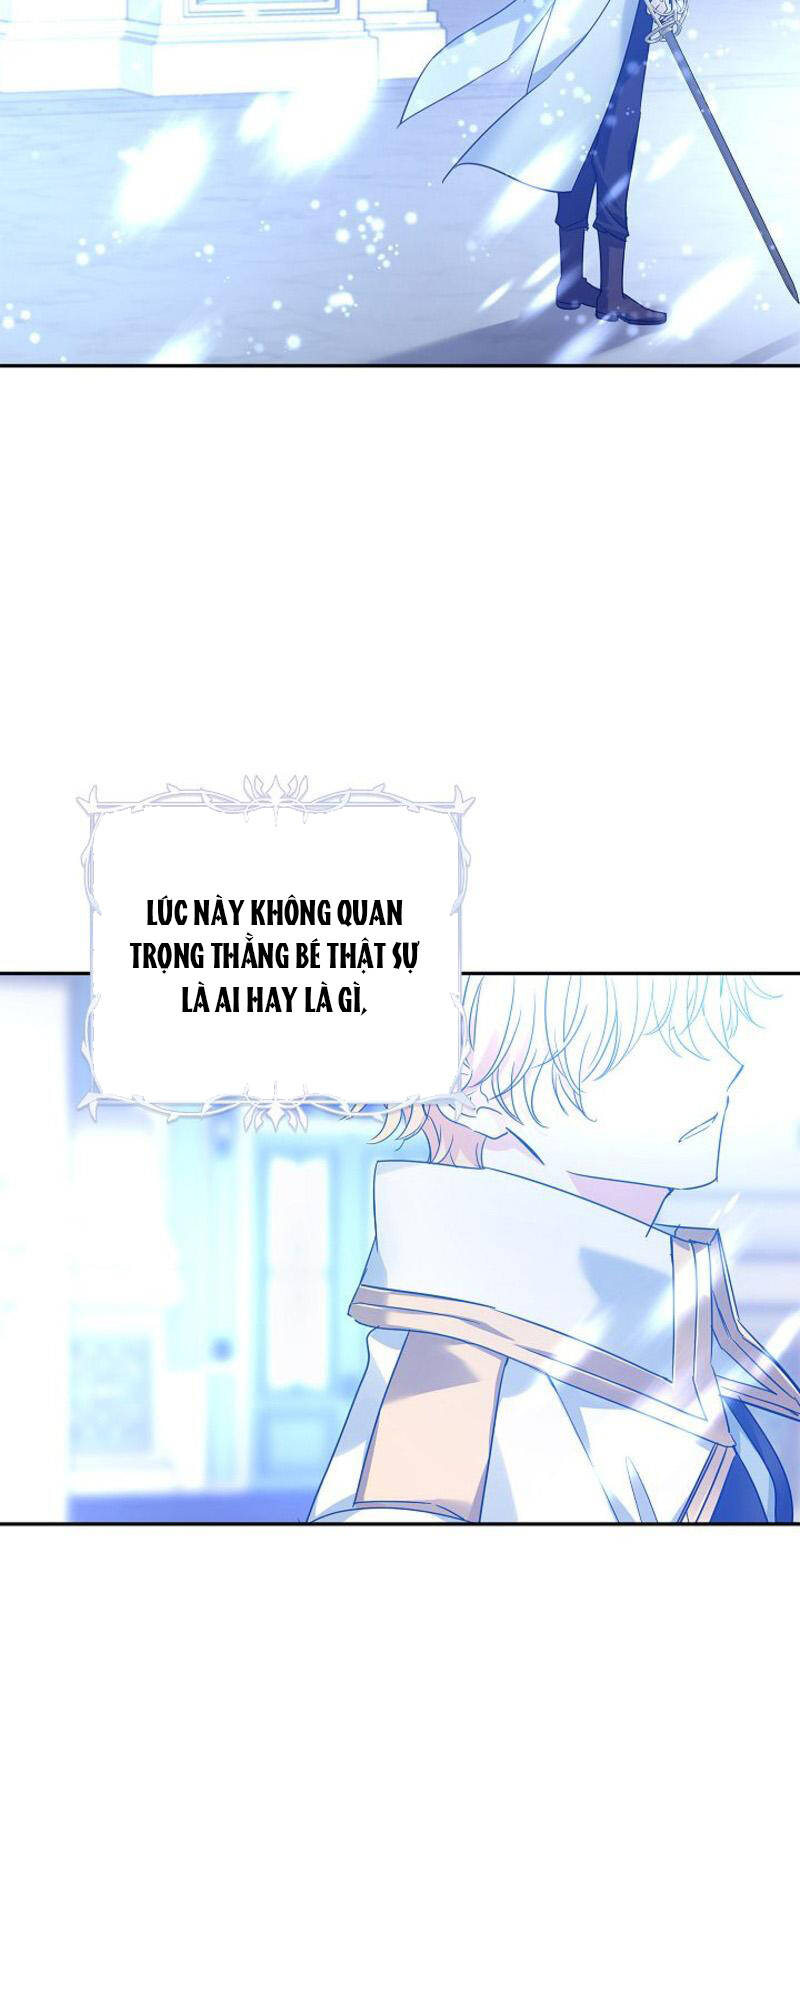 LÚC NÀY KHÔNG QUAN
TRỌNG THẰNG BÉ THẬT SỰ
LÀ AI HAY LÀ GÌ,